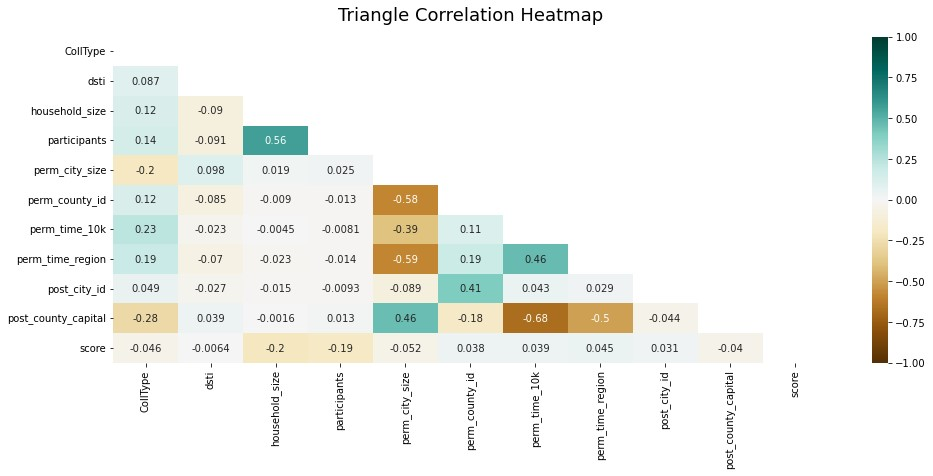 Triangle Correlation Heatmap
CollType
dsti 0.087
household_size 0.12 -0.09
participants 0.14 -0.091 0.56
perm_city_size -0.2 0.098 0.019 0.025
perm_county_id 0.12 -0.085 -0.009 -0.013 -0.58
perm_time_10k 0.23 -0.023 -0.0045 -0.0081 -0.39 0.11
perm_time_region 0.19 -0.07 -0.023 -0.014 -0.59 0.19 0.46
post_city_id 0.049 -0.027 -0.015 -0.0093 -0.089 0.41 0.043 0.029
post_county_capital -0.28 0.039 -0.0016 0.013 0.46 -0.18 -0.68 -0.5 -0.044
score -0.046 -0.0064 -0.2 -0.19 -0.052 0.038 0.039 0.045 0.031 -0.04
CollType
dsti
household_size
participants
perm_city_size
perm_county_id
perm_time_10k
perm_time_region
post_city_id
post_county_capital
score
1.00
0.75
0.50
0.25
0.00
-0.25
-0.50
-0.75
-1.00